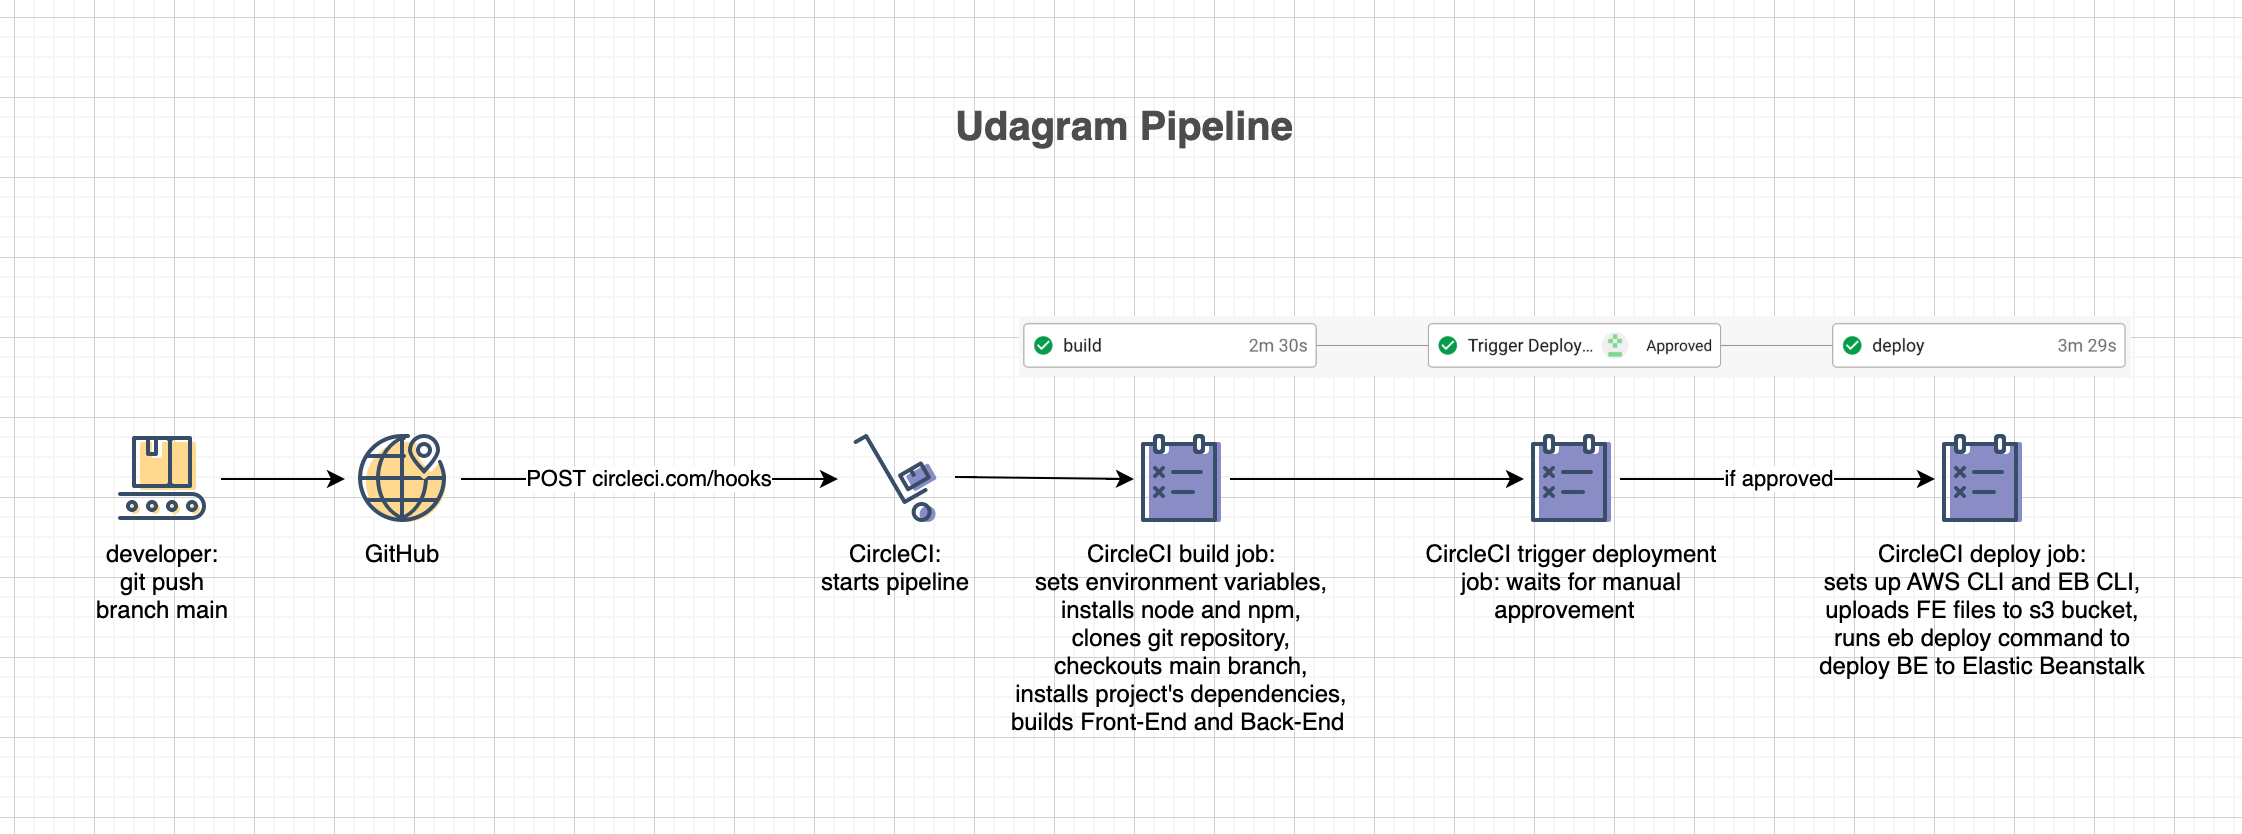 Udagram Pipeline
build 2m 30s
Trigger Deploy... Approved
deploy 3m 29s
POST circleci.com/hooks
if approved
developer:
git push
branch main
GitHub
CircleCI:
starts pipeline
CircleCI build job:
sets environment variables,
installs node and npm,
clones git repository,
checkouts main branch,
installs project's dependencies,
builds Front-End and Back-End
CircleCI trigger deployment
job: waits for manual
approvement
CircleCI deploy job:
sets up AWS CLI and EB CLI,
uploads FE files to s3 bucket,
runs eb deploy command to
deploy BE to Elastic Beanstalk